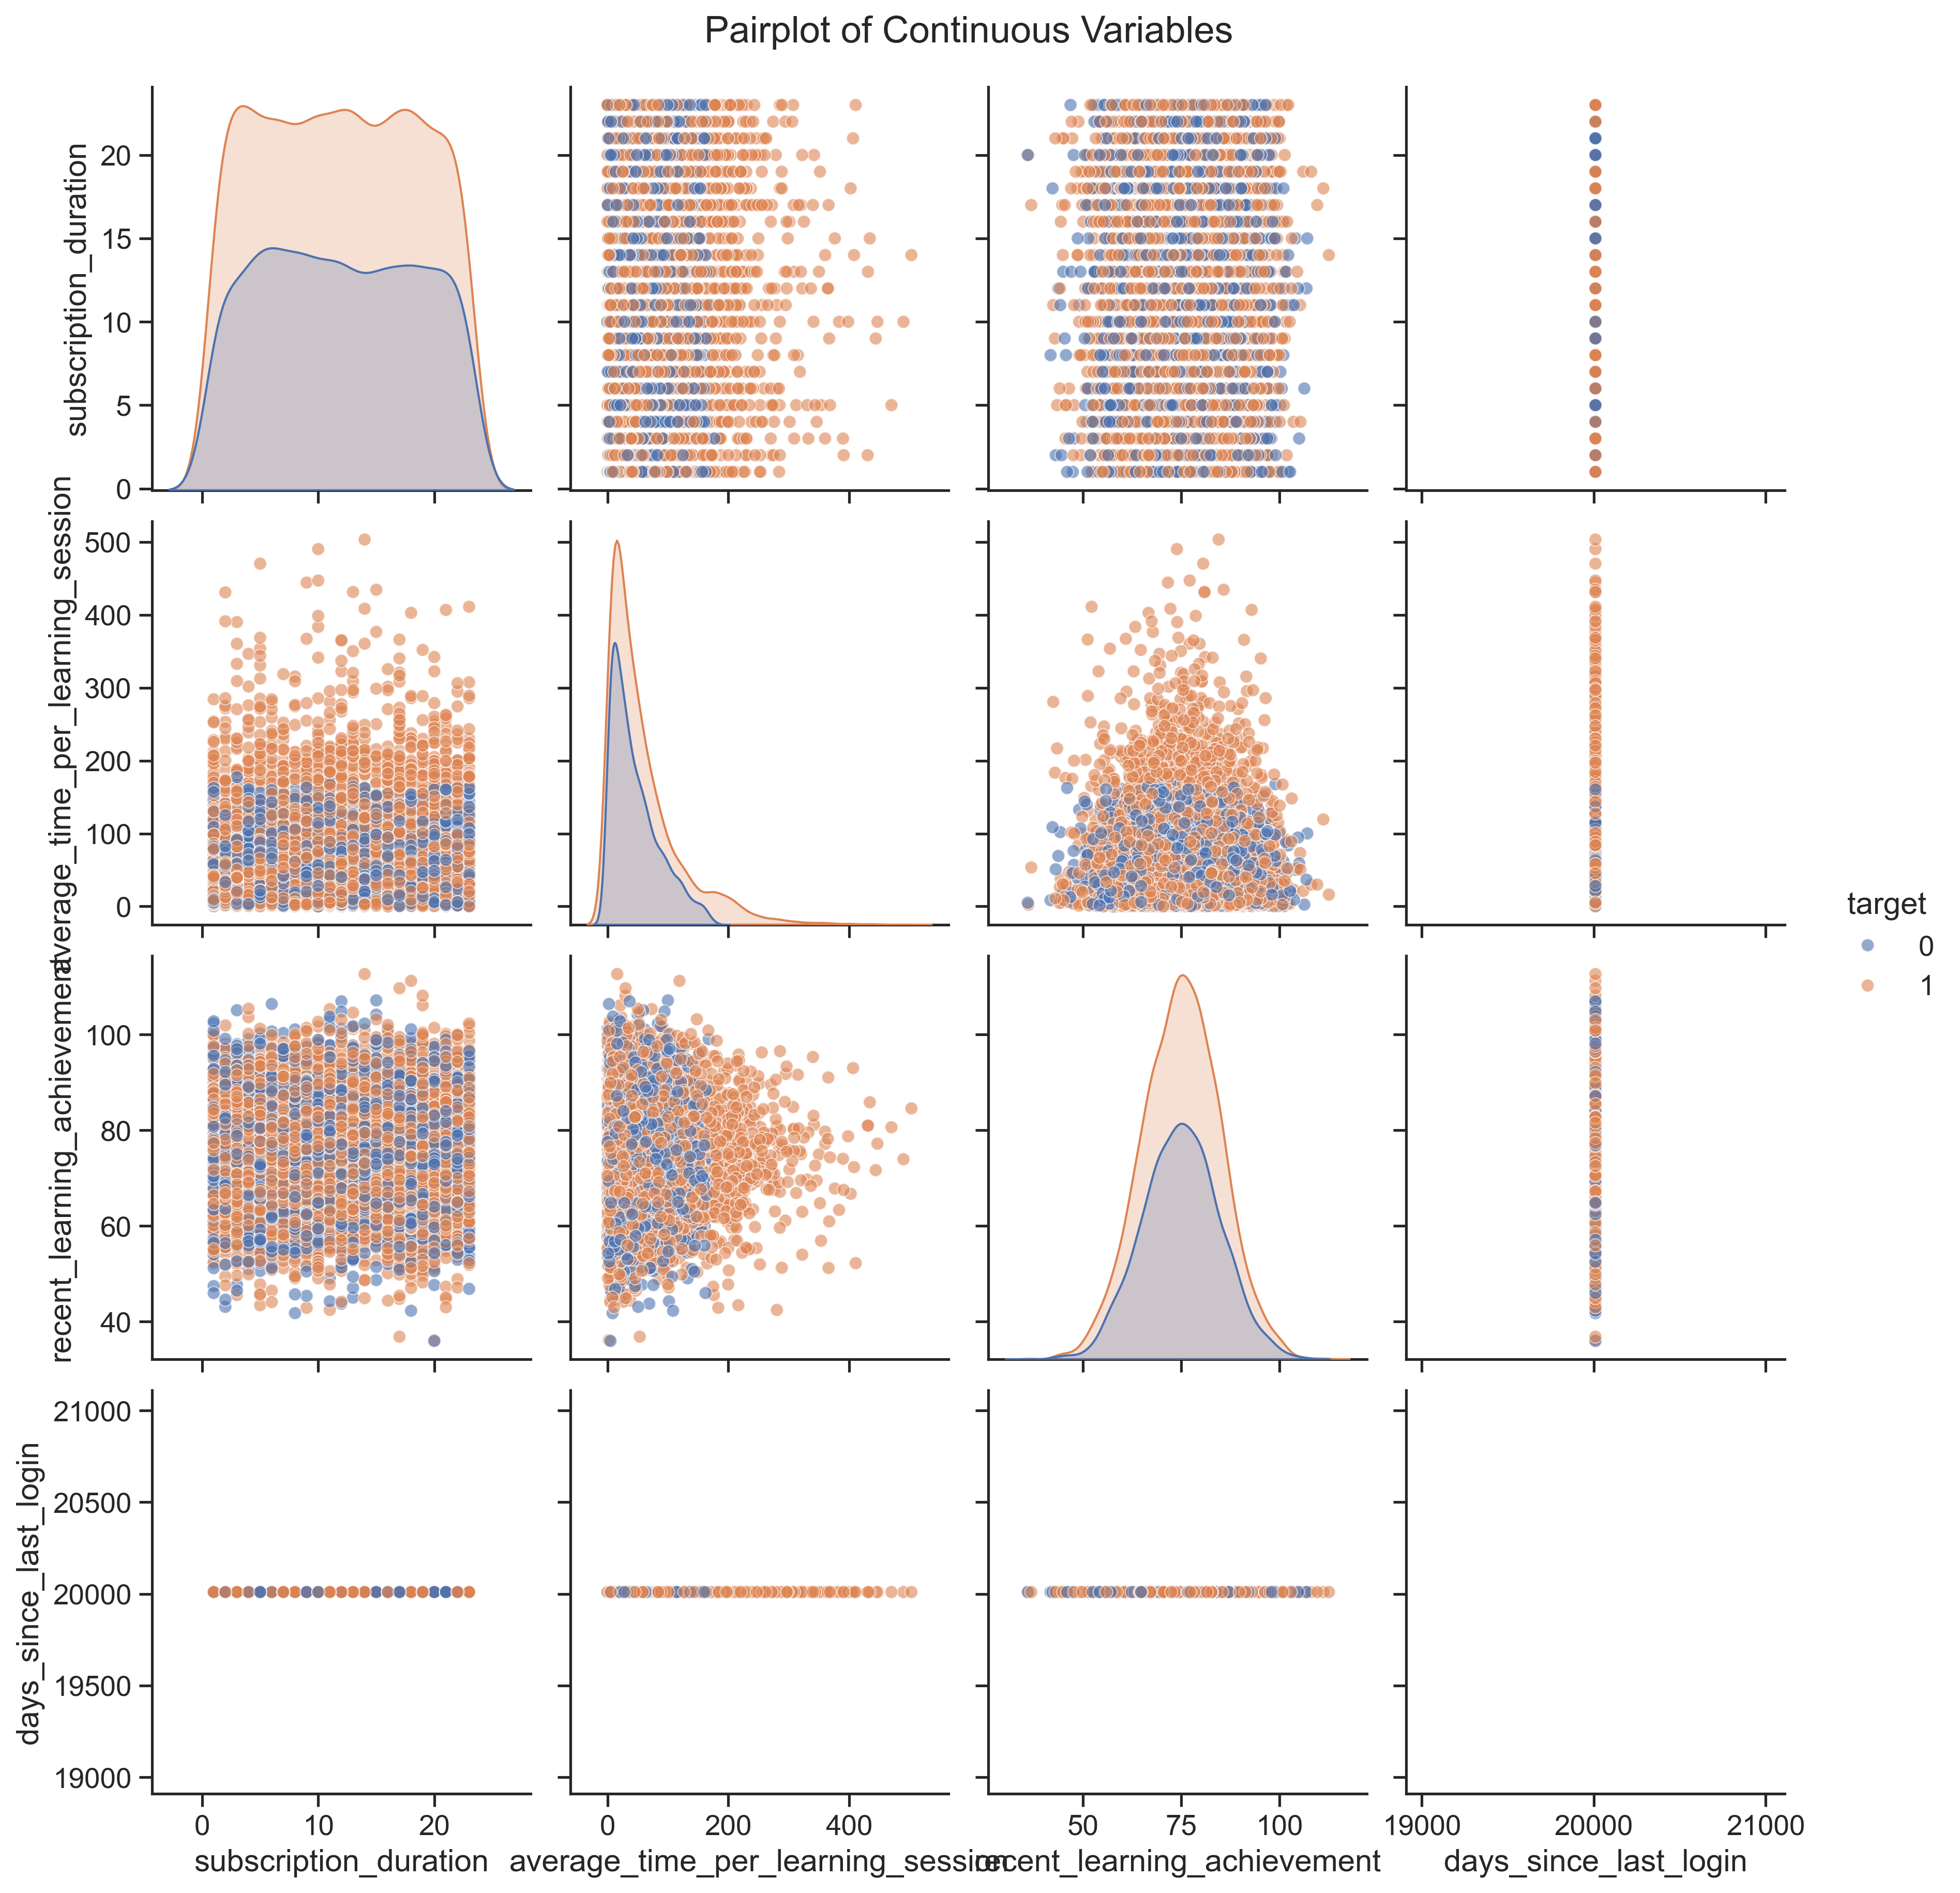 Pairplot of Continuous Variables
subscription_duration
20
15
10
5
0
average_time_per_learning_session
500
400
300
200
100
0
recent_learning_achievement
100
80
60
40
days_since_last_login
21000
20500
20000
19500
19000
0 10 20
subscription_duration
0 200 400
average_time_per_learning_session
50 75 100
recent_learning_achievement
19000 20000 21000
days_since_last_login
target
0
1